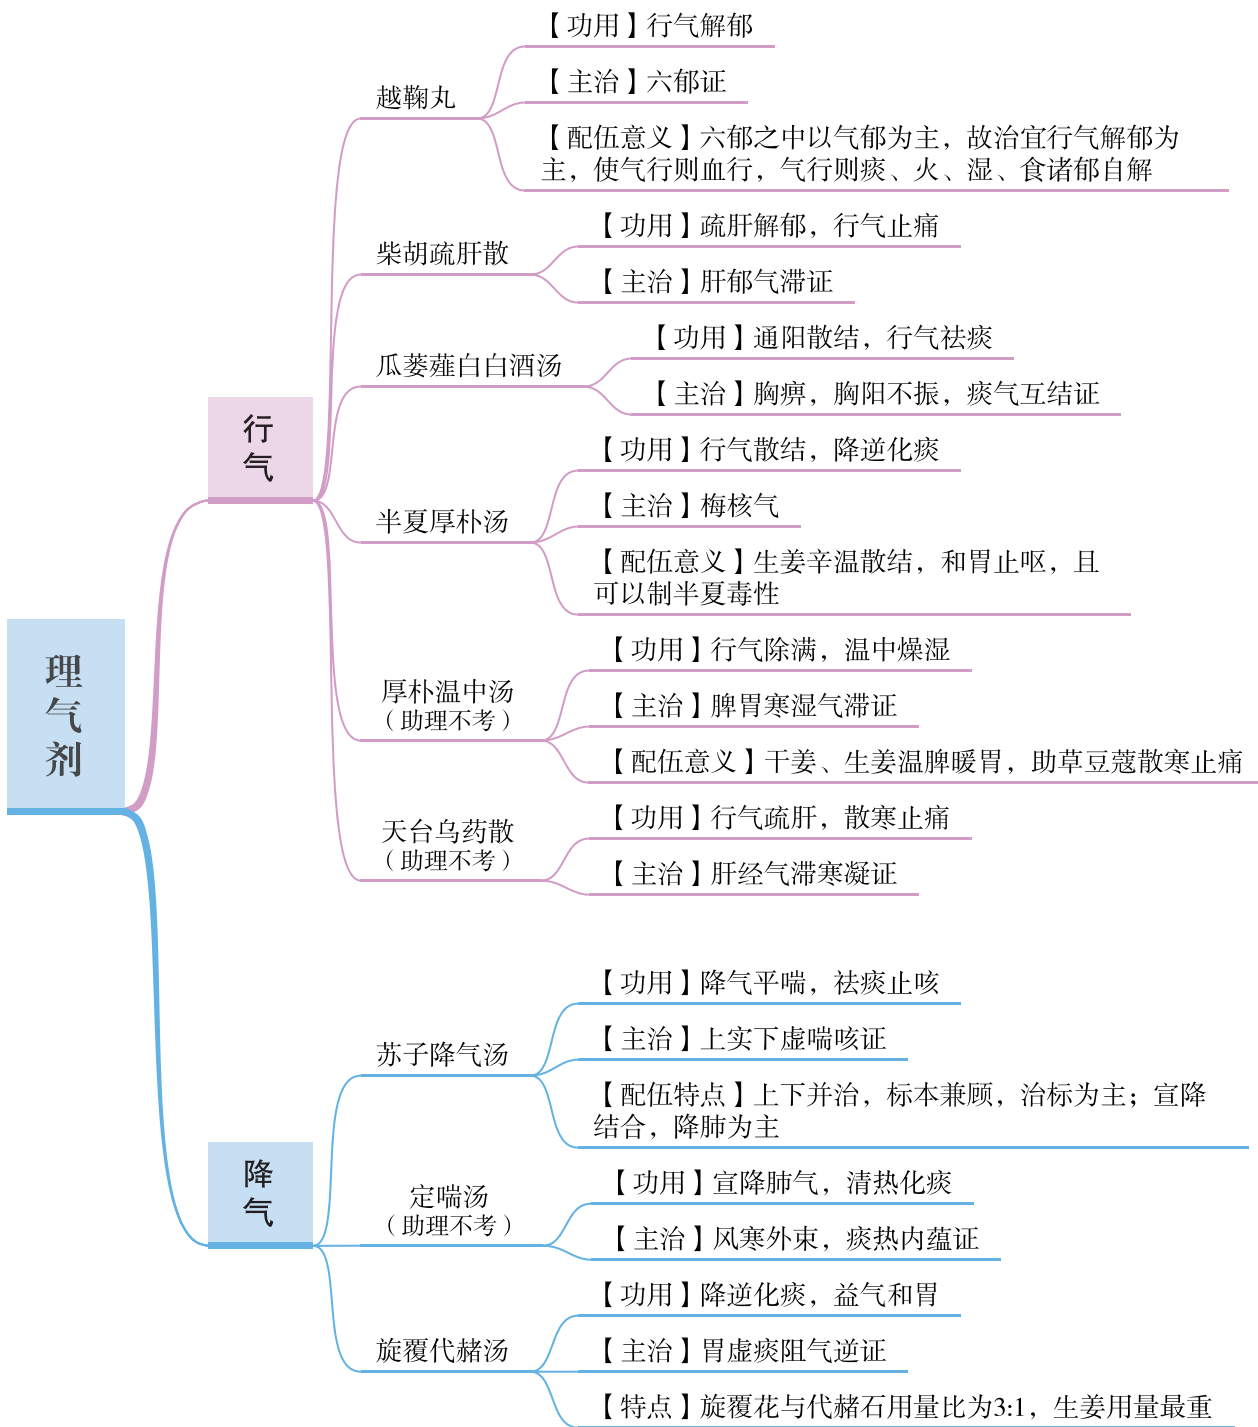 理气剂
行气
越鞠丸
【功用】行气解郁
【主治】六郁证
【配伍意义】六郁之中以气郁为主，故治宜行气解郁为
主，使气行则血行，气行则痰、火、湿、食诸郁自解
柴胡疏肝散
【功用】疏肝解郁，行气止痛
【主治】肝郁气滞证
瓜蒌薤白白酒汤
【功用】通阳散结，行气祛痰
【主治】胸痹，胸阳不振，痰气互结证
半夏厚朴汤
【功用】行气散结，降逆化痰
【主治】梅核气
【配伍意义】生姜辛温散结，和胃止呕，且
可以制半夏毒性
厚朴温中汤
（助理不考）
【功用】行气除满，温中燥湿
【主治】脾胃寒湿气滞证
【配伍意义】干姜、生姜温脾暖胃，助草豆蔻散寒止痛
天台乌药散
（助理不考）
【功用】行气疏肝，散寒止痛
【主治】肝经气滞寒凝证
降气
苏子降气汤
【功用】降气平喘，祛痰止咳
【主治】上实下虚喘咳证
【配伍特点】上下并治，标本兼顾，治标为主；宣降
结合，降肺为主
定喘汤
（助理不考）
【功用】宣降肺气，清热化痰
【主治】风寒外束，痰热内蕴证
旋覆代赭汤
【功用】降逆化痰，益气和胃
【主治】胃虚痰阻气逆证
【特点】旋覆花与代赭石用量比为3:1，生姜用量最重